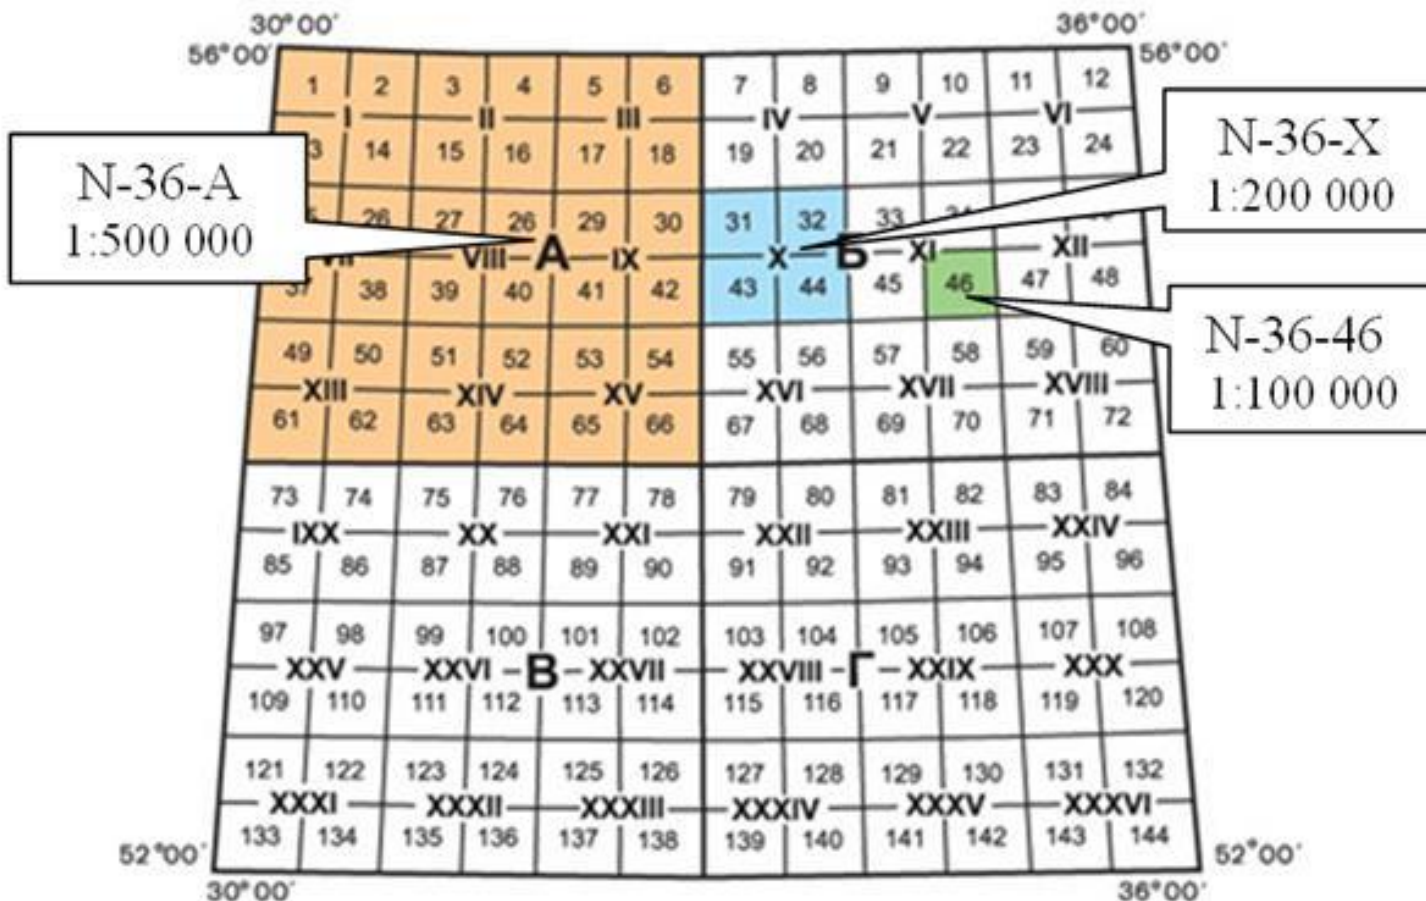 30°00' 36°00'
56°00' 56°00'
1 2 3 4 5 6 7 8 9 10 11 12
I II III IV V VI
14 15 16 17 18 19 20 21 22 23 24
N-36-A
1:500 000
N-36-X
1:200 000
26 27 26 29 30 31 32 33
VIII А IX X Б XI XII
37 38 39 40 41 42 43 44 45 46 47 48
N-36-46
1:100 000
49 50 51 52 53 54 55 56 57 58 59 60
XIII XIV XV XVI XVII XVIII
61 62 63 64 65 66 67 68 69 70 71 72
73 74 75 76 77 78 79 80 81 82 83 84
IXX XX XXI XXII XXIII XXIV
85 86 87 88 89 90 91 92 93 94 95 96
97 98 99 100 101 102 103 104 105 106 107 108
XXV XXVI В XXVII XXVIII Г XXIX XXX
109 110 111 112 113 114 115 116 117 118 119 120
121 122 123 124 125 126 127 128 129 130 131 132
XXXI XXXII XXXIII XXXIV XXXV XXXVI
133 134 135 136 137 138 139 140 141 142 143 144
52°00' 52°00'
30°00' 36°00'